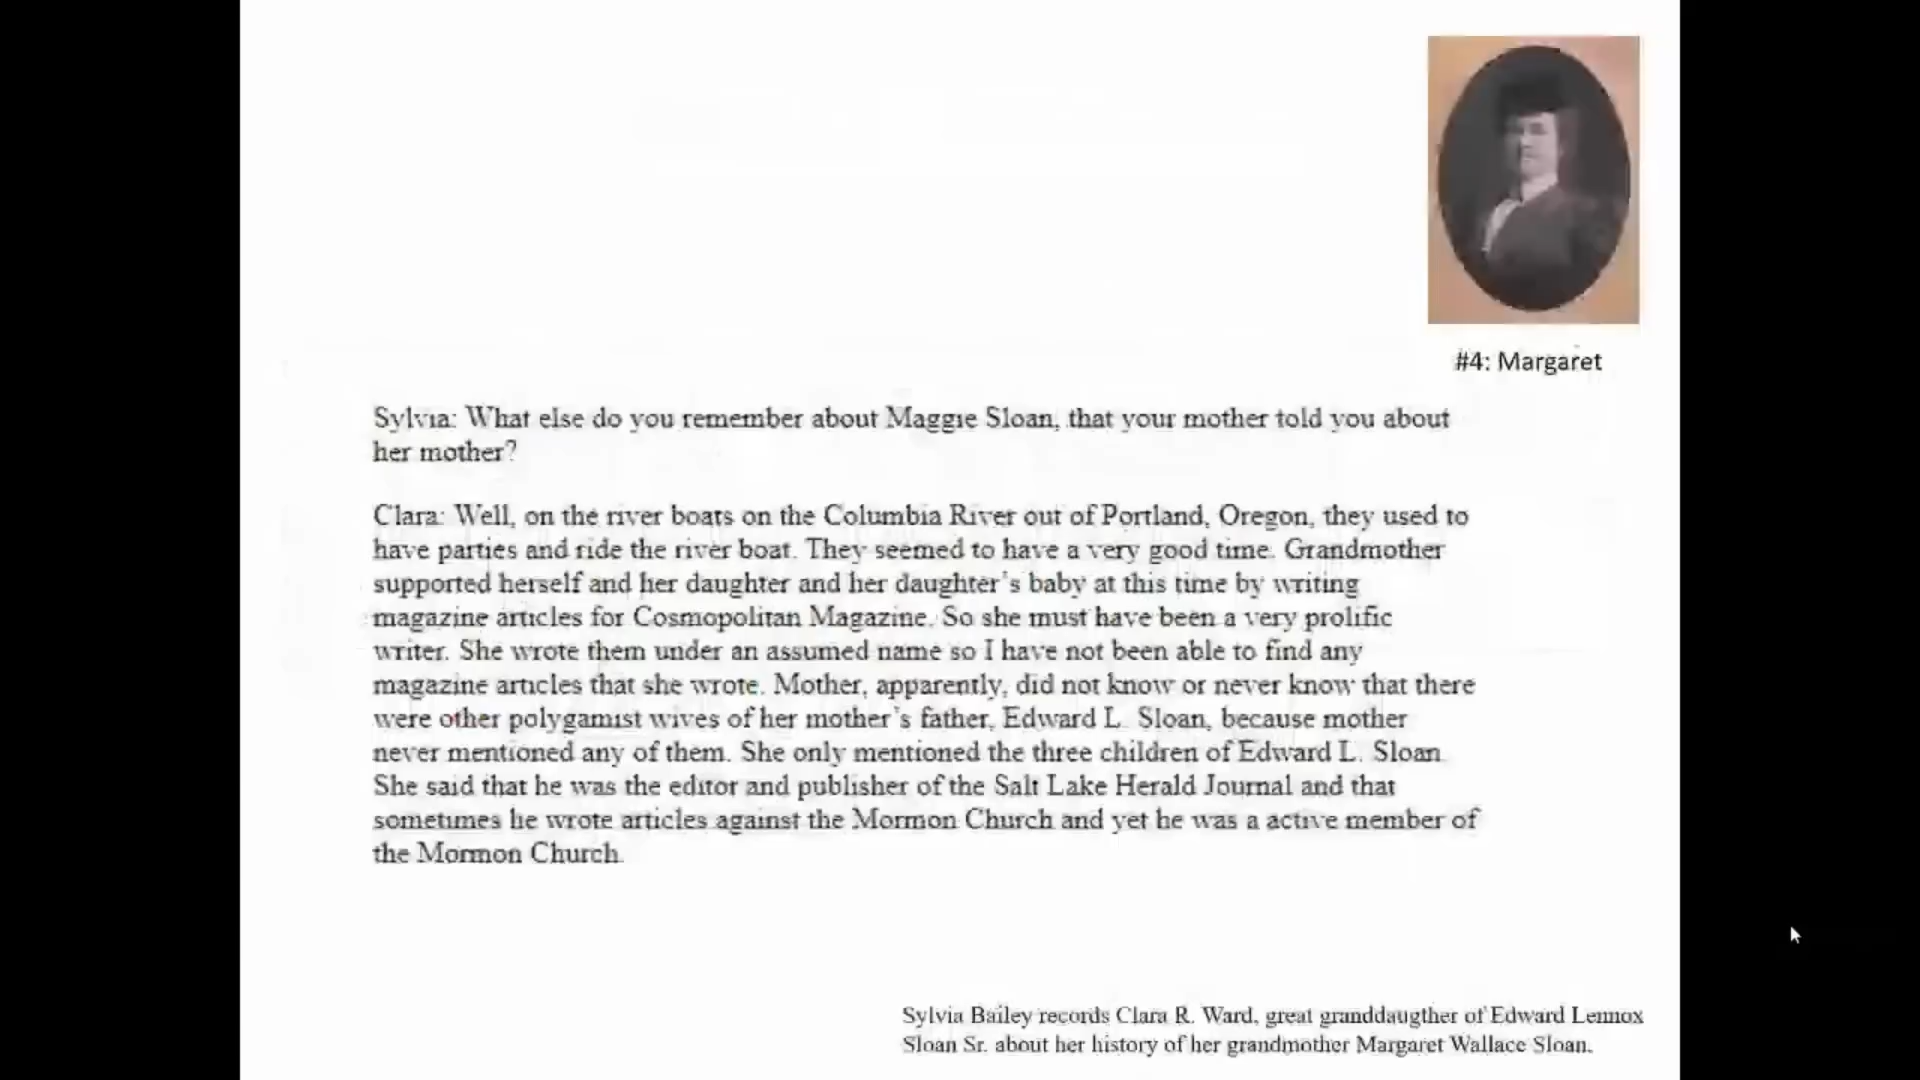 #4: Margaret
Sylvia: What else do you remember about Maggie Sloan, that your mother told you about
her mother?
Clara: Well, on the river boats on the Columbia River out of Portland, Oregon, they used to
have parties and ride the river boat. They seemed to have a very good time. Grandmother
supported herself and her daughter and her daughter's baby at this time by writing
magazine articles for Cosmopolitan Magazine. So she must have been a very prolific
writer. She wrote them under an assumed name so I have not been able to find any
magazine articles that she wrote. Mother, apparently, did not know or never know that there
were other polygamist wives of her mother's father, Edward L. Sloan, because mother
never mentioned any of them. She only mentioned the three children of Edward L. Sloan.
She said that he was the editor and publisher of the Salt Lake Herald Journal and that
sometimes he wrote articles against the Mormon Church and yet he was a active member of
the Mormon Church.
Sylvia Bailey records Clara R. Ward, great granddaugther of Edward Lennox
Sloan Sr. about her history of her grandmother Margaret Wallace Sloan.